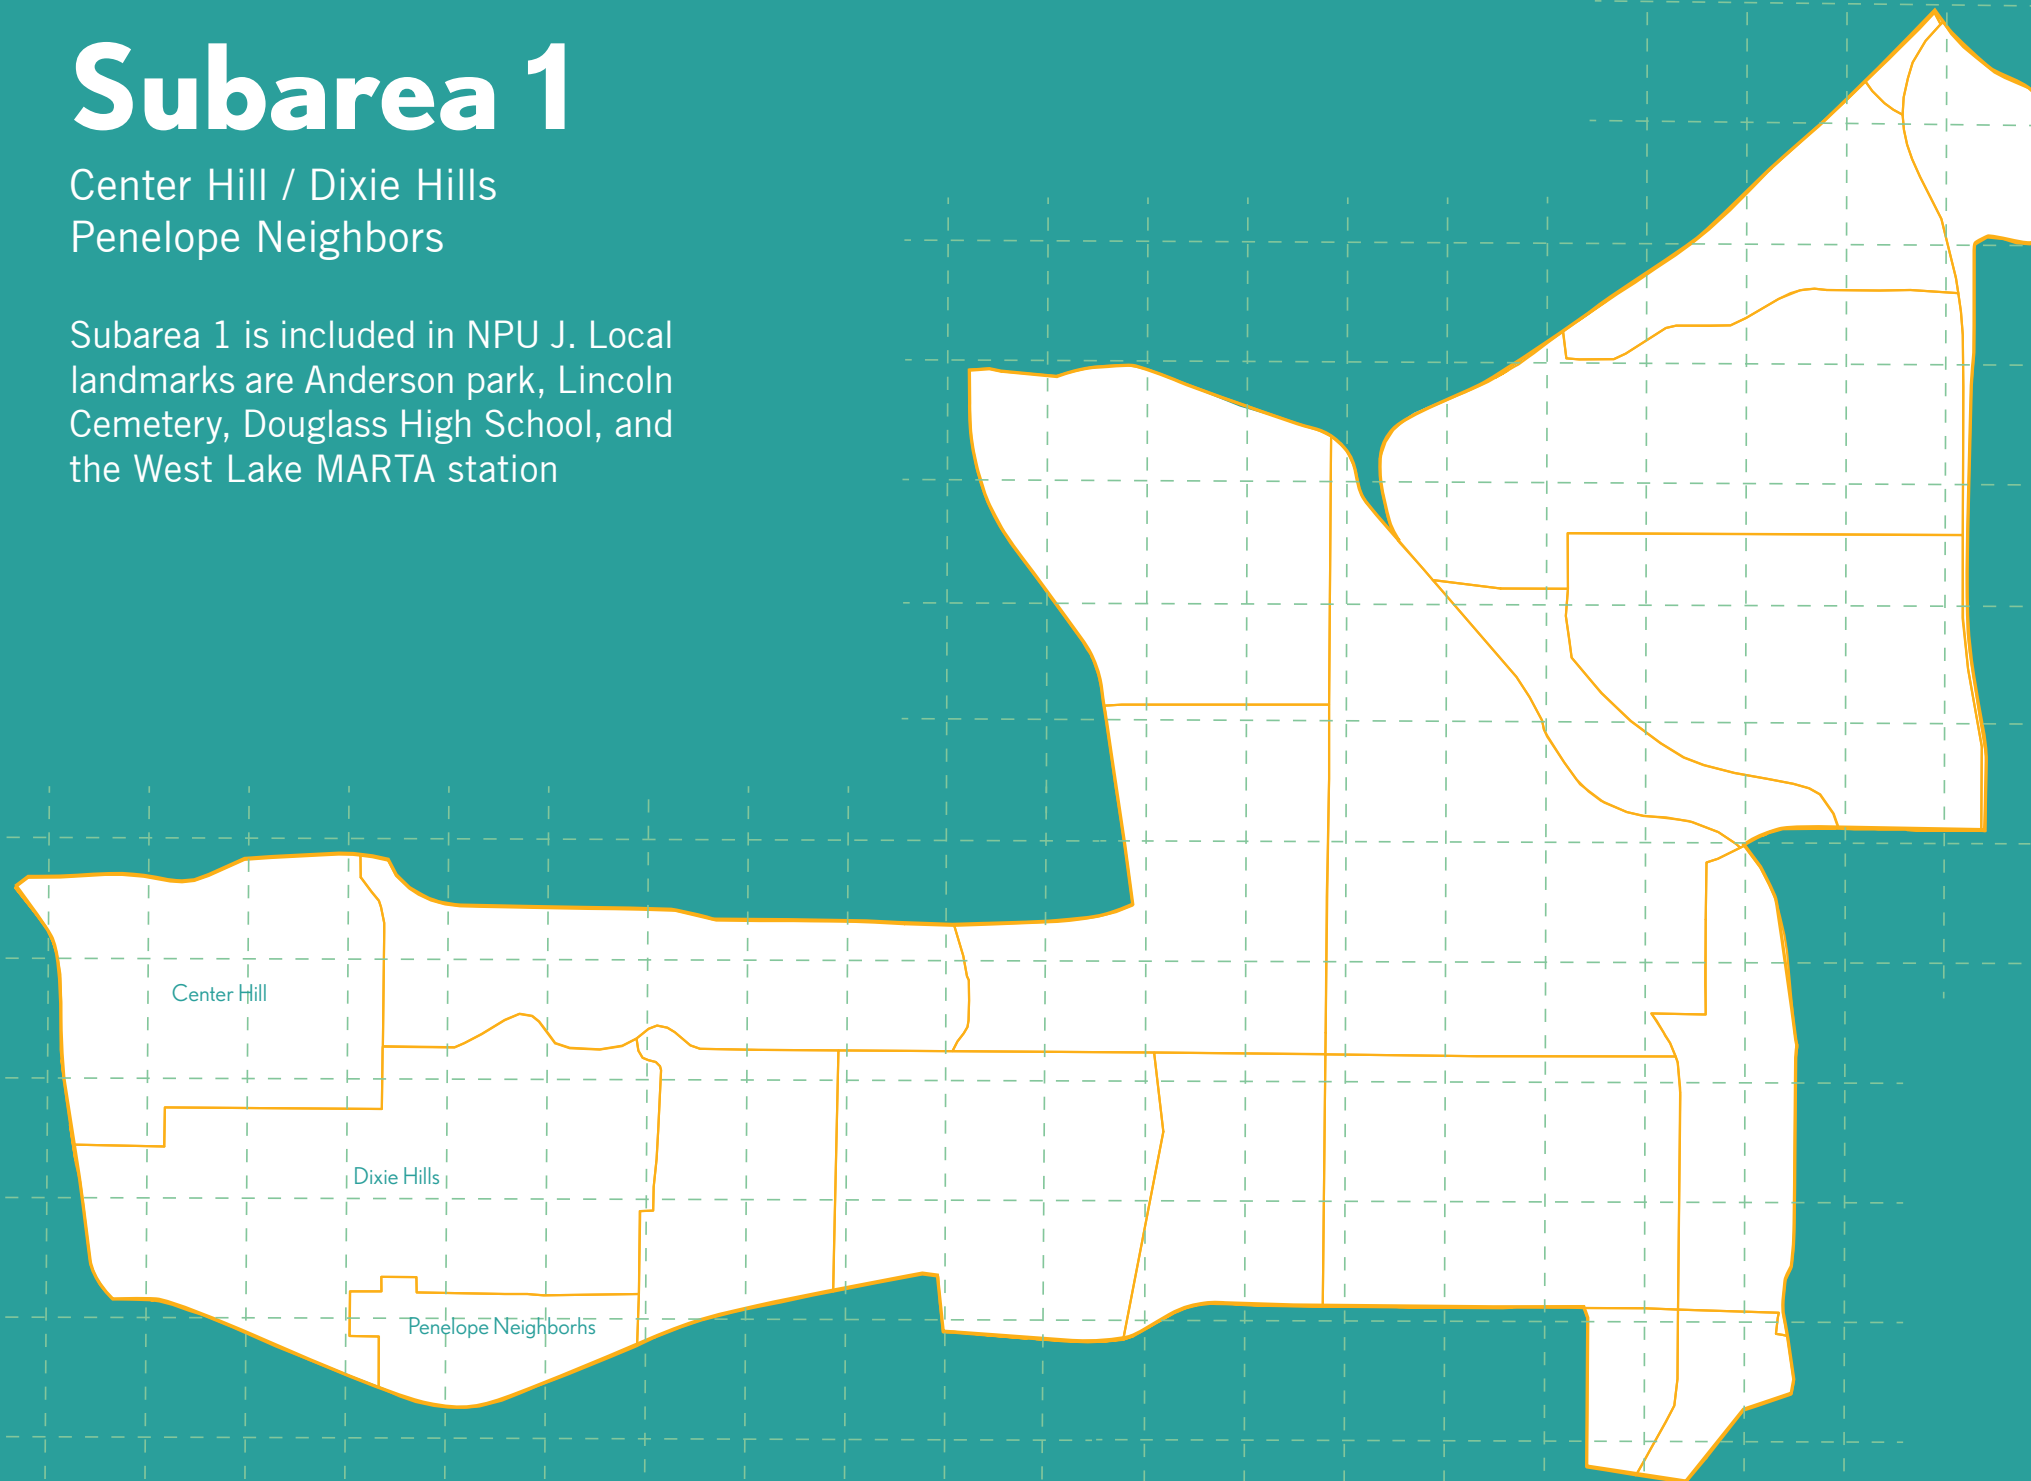 Subarea 1
Center Hill / Dixie Hills
Penelope Neighbors
Subarea 1 is included in NPU J. Local
landmarks are Anderson park, Lincoln
Cemetery, Douglass High School, and
the West Lake MARTA station
Center Hill
Dixie Hills
Penelope Neighborhs